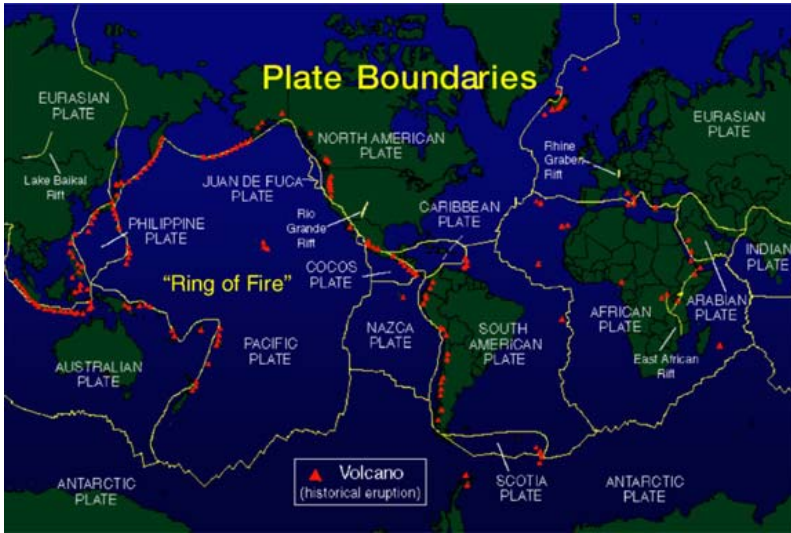 Plate Boundaries
EURASIAN
PLATE
NORTH AMERICAN
PLATE
EURASIAN
PLATE
Rhine
Graben
Rift
Lake Baikal
Rift
JUAN DE FUCA
PLATE
Rio
Grande
Rift
CARIBBEAN
PLATE
PHILIPPINE
PLATE
COCOS
PLATE
INDIAN
PLATE
"Ring of Fire"
ARABIAN
PLATE
AFRICAN
PLATE
NAZCA
PLATE
SOUTH
AMERICAN
PLATE
PACIFIC
PLATE
East African
Rift
AUSTRALIAN
PLATE
Volcano
(historical eruption)
ANTARCTIC
PLATE
SCOTIA
PLATE
ANTARCTIC
PLATE